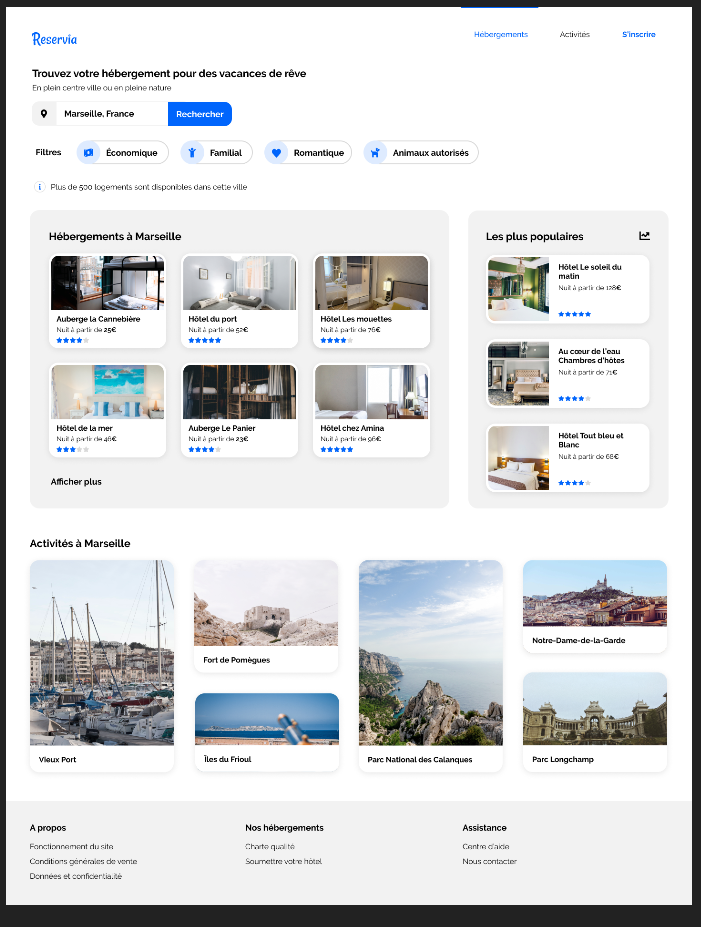 Reservia
Hébergements
Activités
S'inscrire
Trouvez votre hébergement pour des vacances de rêve
En plein centre ville ou en pleine nature
Marseille, France
Rechercher
Filtres
Économique
Familial
Romantique
Animaux autorisés
Plus de 500 logements sont disponibles dans cette ville
Hébergements à Marseille
Auberge la Cannebière
Nuit à partir de 25€
Hôtel du port
Nuit à partir de 52€
Hôtel Les mouettes
Nuit à partir de 76€
Hôtel de la mer
Nuit à partir de 46€
Auberge Le Panier
Nuit à partir de 23€
Hôtel chez Amina
Nuit à partir de 96€
Afficher plus
Les plus populaires
Hôtel Le soleil du
matin
Nuit à partir de 128€
Au cœur de l'eau
Chambres d'hôtes
Nuit à partir de 71€
Hôtel Tout bleu et
Blanc
Nuit à partir de 68€
Activités à Marseille
Vieux Port
Fort de Pomègues
Îles du Frioul
Parc National des Calanques
Notre-Dame-de-la-Garde
Parc Longchamp
A propos
Fonctionnement du site
Conditions générales de vente
Données et confidentialité
Nos hébergements
Charte qualité
Soumettre votre hôtel
Assistance
Centre d'aide
Nous contacter